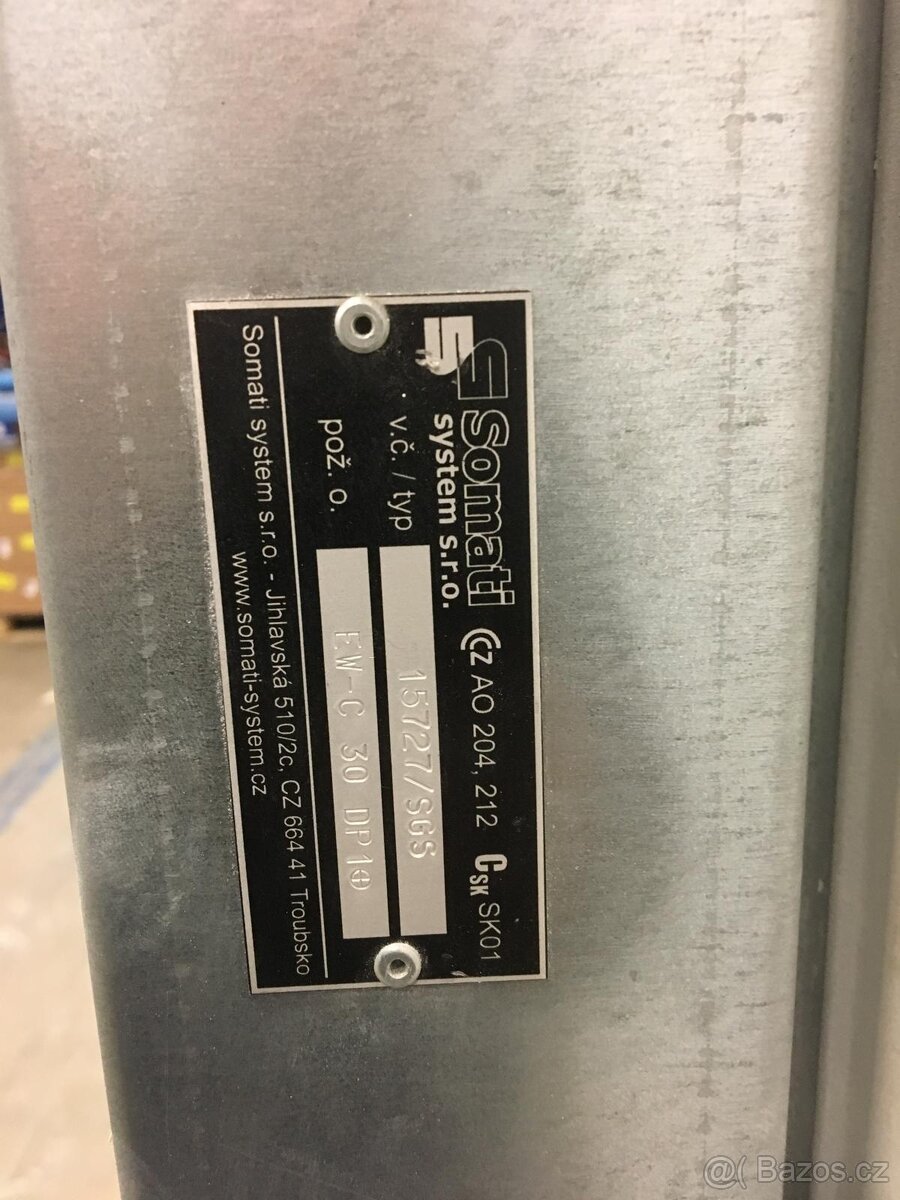 Somati
system s.r.o.
CZ AO 204, 212 CSK SK01
v.č. / typ 15727/SGS
pož. o. EW-C 30 DP1
Somati system s.r.o. - Jihlavská 510/2c, CZ 664 41 Troubsko
www.somati-system.cz
@( Bazos.cz